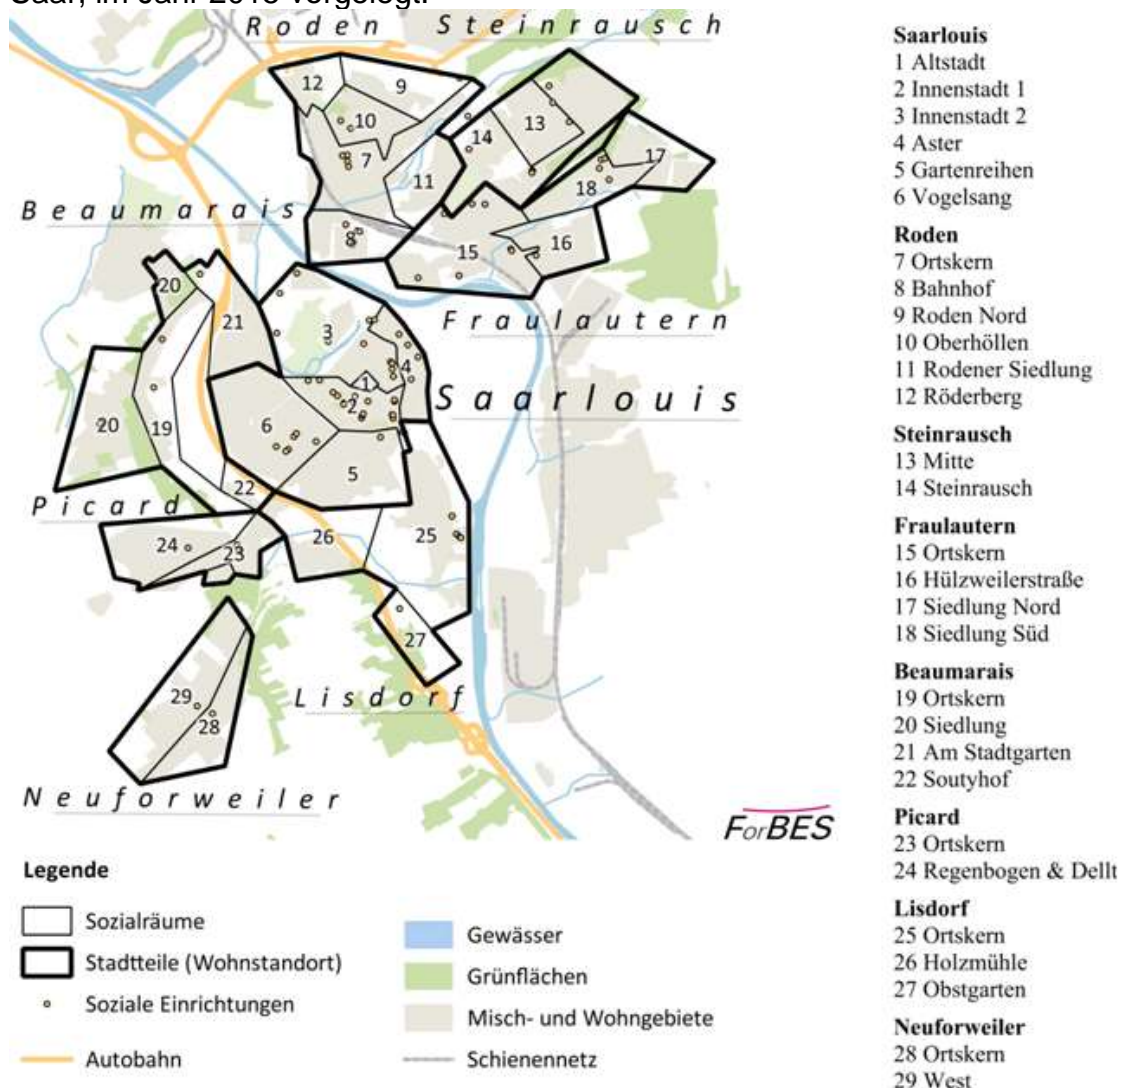 Saar, im Jahr 2015 vorgelegt.
Roden Steinrausch
12
9
10
7
11
14
13
17
18
8
15
16
Beaumarais
20
21
3
4
1
2
Fraulautern
Saarlouis
20
19
6
5
22
Picard
24
23
26
25
27
29
28
Lisdorf
Neuforweiler
ForBES
Legende
Sozialräume
Stadtteile (Wohnstandort)
Soziale Einrichtungen
Autobahn
Gewässer
Grünflächen
Misch- und Wohngebiete
Schienennetz
Saarlouis
1 Altstadt
2 Innenstadt 1
3 Innenstadt 2
4 Aster
5 Gartenreihen
6 Vogelsang
Roden
7 Ortskern
8 Bahnhof
9 Roden Nord
10 Oberhöllen
11 Rodener Siedlung
12 Röderberg
Steinrausch
13 Mitte
14 Steinrausch
Fraulautern
15 Ortskern
16 Hülzweilerstraße
17 Siedlung Nord
18 Siedlung Süd
Beaumarais
19 Ortskern
20 Siedlung
21 Am Stadtgarten
22 Soutyhof
Picard
23 Ortskern
24 Regenbogen & Dellt
Lisdorf
25 Ortskern
26 Holzmühle
27 Obstgarten
Neuforweiler
28 Ortskern
29 West